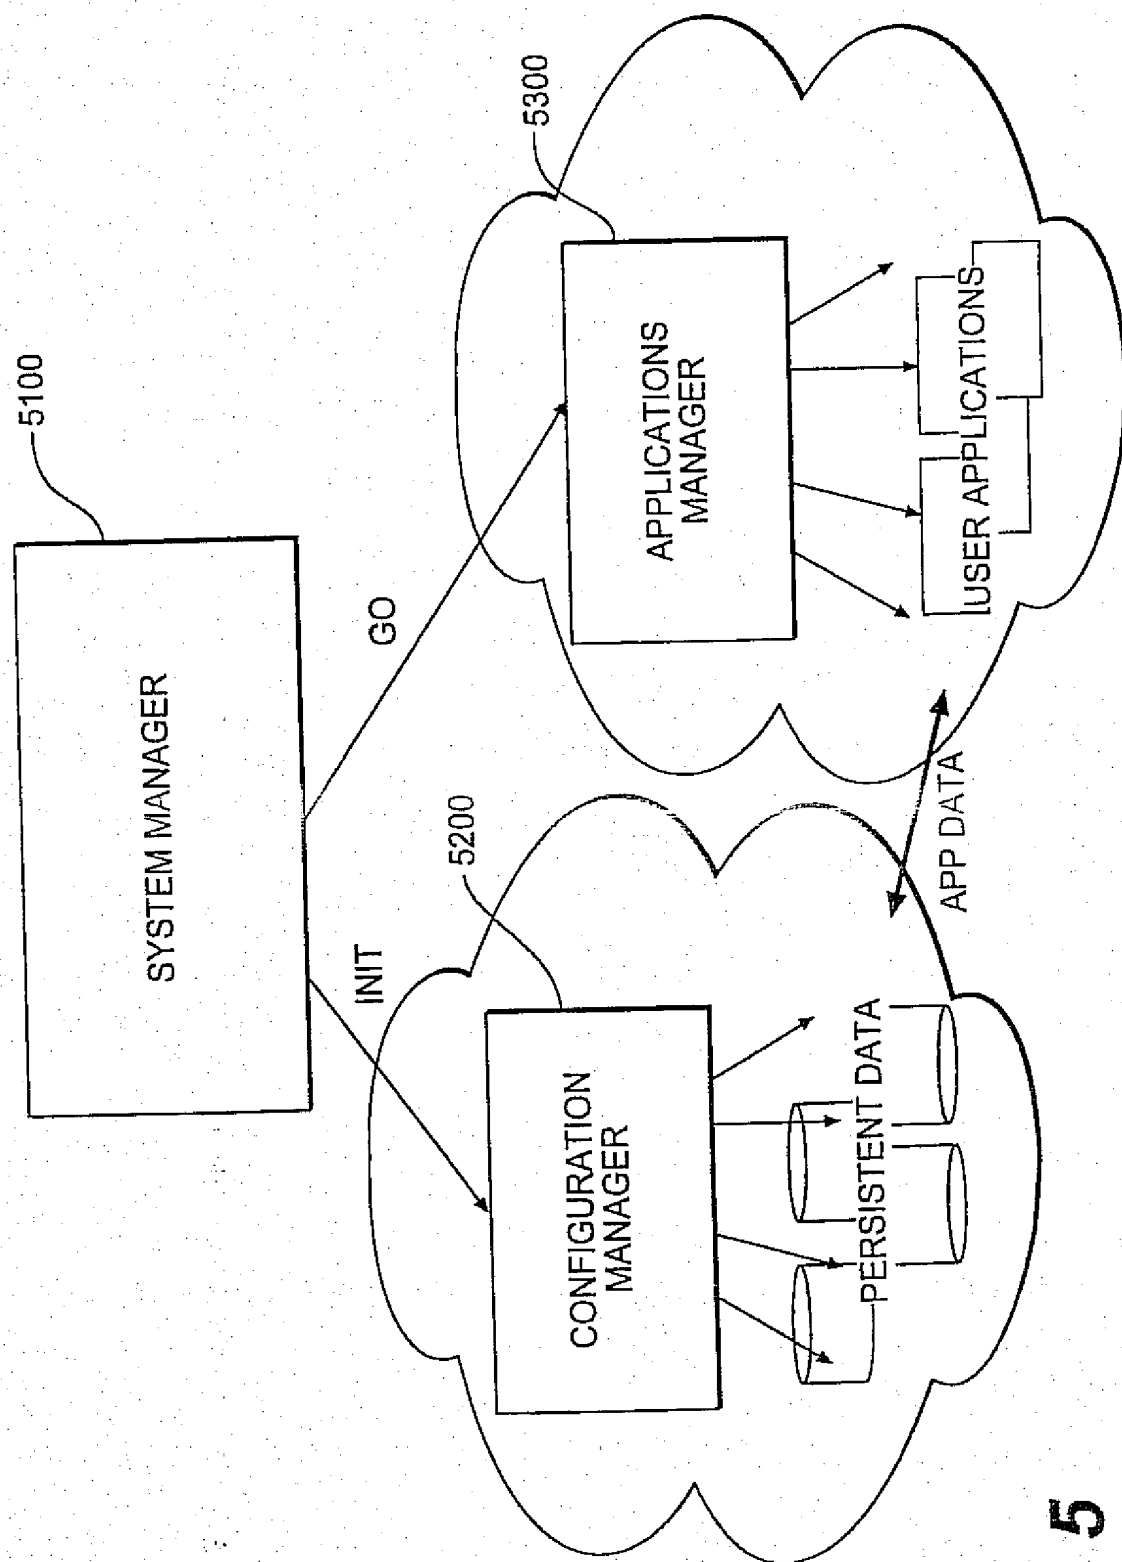 5100
SYSTEM MANAGER
INIT
GO
5200
5300
CONFIGURATION
MANAGER
APPLICATIONS
MANAGER
PERSISTENT DATA
APP DATA
USER APPLICATIONS
5